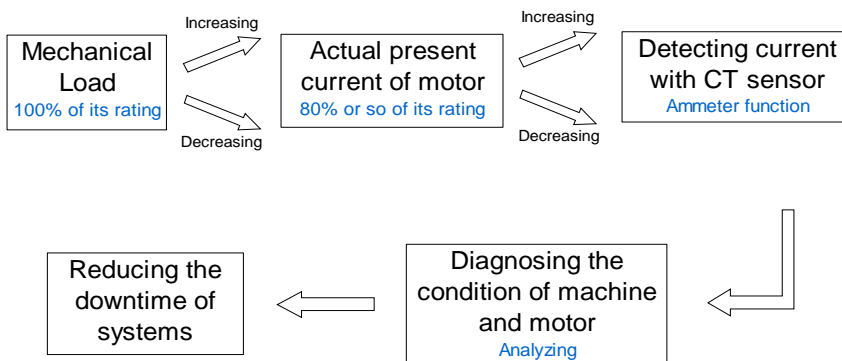 Mechanical
Load
100% of its rating
Increasing
Decreasing
Actual present
current of motor
80% or so of its rating
Increasing
Decreasing
Detecting current
with CT sensor
Ammeter function
Diagnosing the
condition of machine
and motor
Analyzing
Reducing the
downtime of
systems